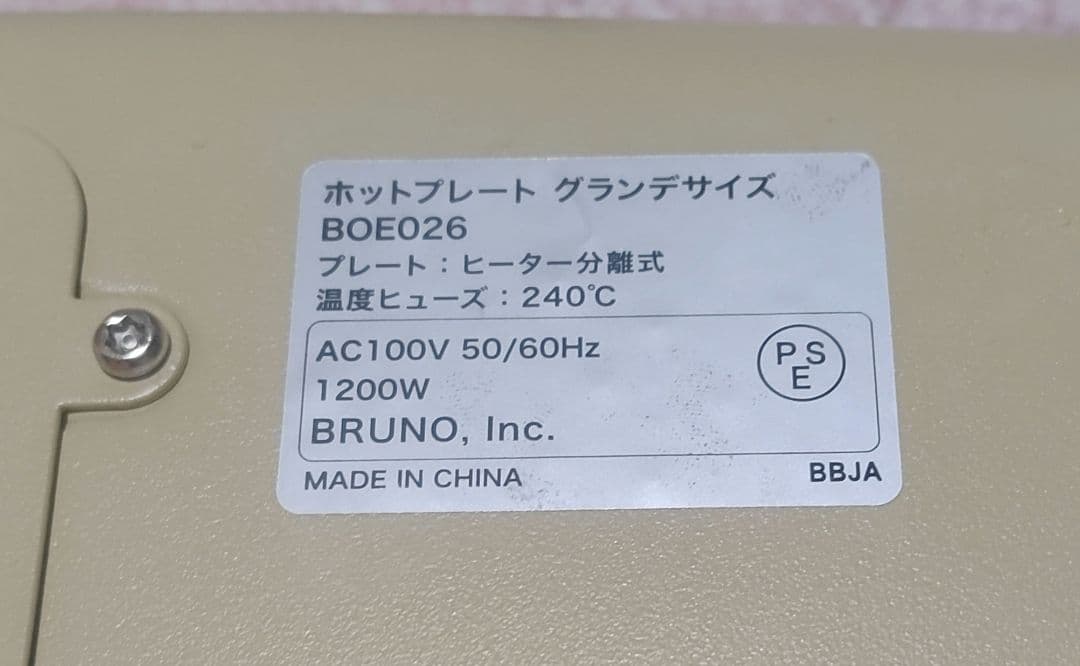 ホットプレート グランデサイズ
BOE026
プレート：ヒーター分離式
温度ヒューズ：240℃
AC100V 50/60Hz
1200W
BRUNO, Inc.
PSE
MADE IN CHINA
BBJA